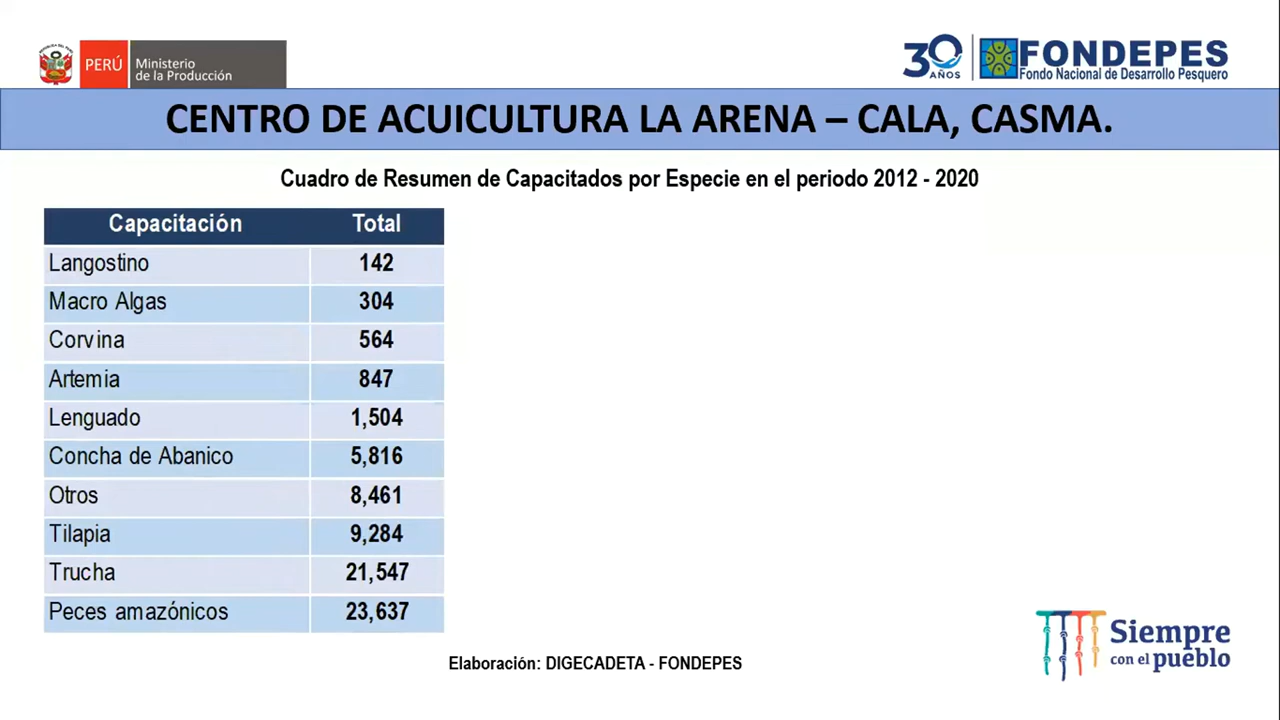 PERÚ
Ministerio
de la Producción
30
AÑOS
FONDEPES
Fondo Nacional de Desarrollo Pesquero
CENTRO DE ACUICULTURA LA ARENA – CALA, CASMA.
Cuadro de Resumen de Capacitados por Especie en el periodo 2012 - 2020
Capacitación Total
Langostino 142
Macro Algas 304
Corvina 564
Artemia 847
Lenguado 1,504
Concha de Abanico 5,816
Otros 8,461
Tilapia 9,284
Trucha 21,547
Peces amazónicos 23,637
Elaboración: DIGECADETA - FONDEPES
Siempre
con el pueblo